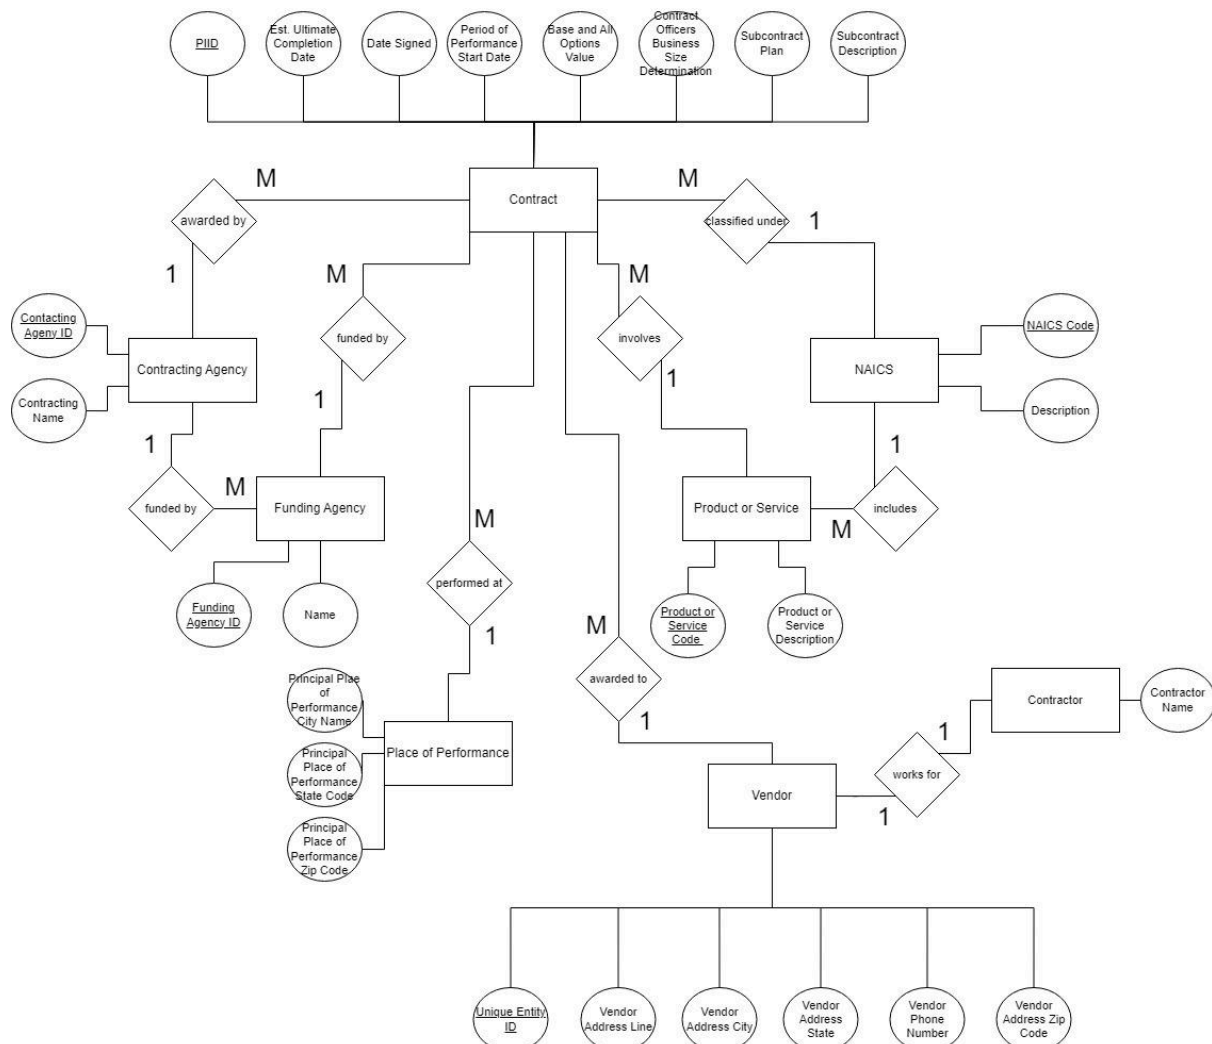 PIID
Est. Ultimate
Completion
Date
Date Signed
Period of
Performance
Start Date
Base and All
Options
Value
Contract
Officers
Business
Size
Determination
Subcontract
Plan
Subcontract
Description
M
Contract
M
awarded by
classified under
1
1
M
M
Contacting
Ageny ID
funded by
involves
NAICS Code
Contracting Agency
NAICS
1
1
Contracting
Name
Description
1
1
M
funded by
Funding Agency
Product or Service
M
includes
M
performed at
Funding
Agency ID
Name
Product or
Service
Code
Product or
Service
Description
1
M
awarded to
Principal Plae
of
Performance
City Name
Contractor
Contractor
Name
1
1
Place of Performance
works for
Principal
Place of
Performance
State Code
Vendor
1
Principal
Place of
Performance
Zip Code
Unique Entity
ID
Vendor
Address Line
Vendor
Address City
Vendor
Address
State
Vendor
Phone
Number
Vendor
Address Zip
Code